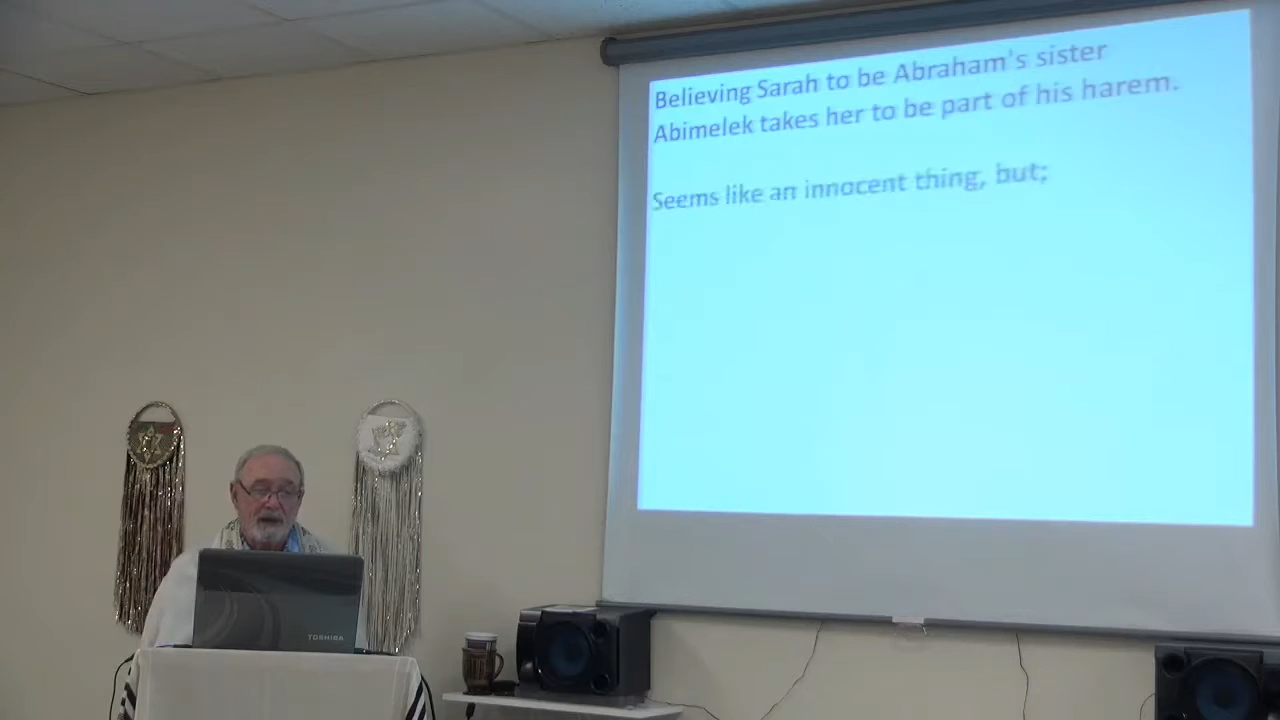 Believing Sarah to be Abraham's sister
Abimelek takes her to be part of his harem.
Seems like an innocent thing, but;
TOSHIBA